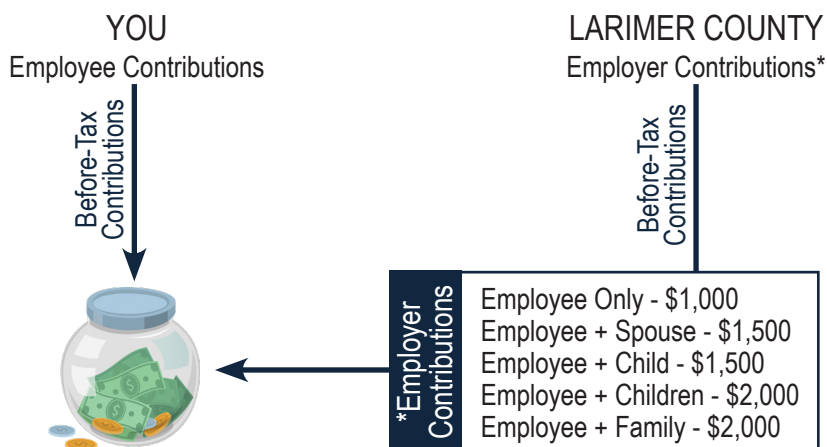 YOU
Employee Contributions
Before-Tax
Contributions
LARIMER COUNTY
Employer Contributions*
Before-Tax
Contributions
*Employer
Contributions
Employee Only - $1,000
Employee + Spouse - $1,500
Employee + Child - $1,500
Employee + Children - $2,000
Employee + Family - $2,000